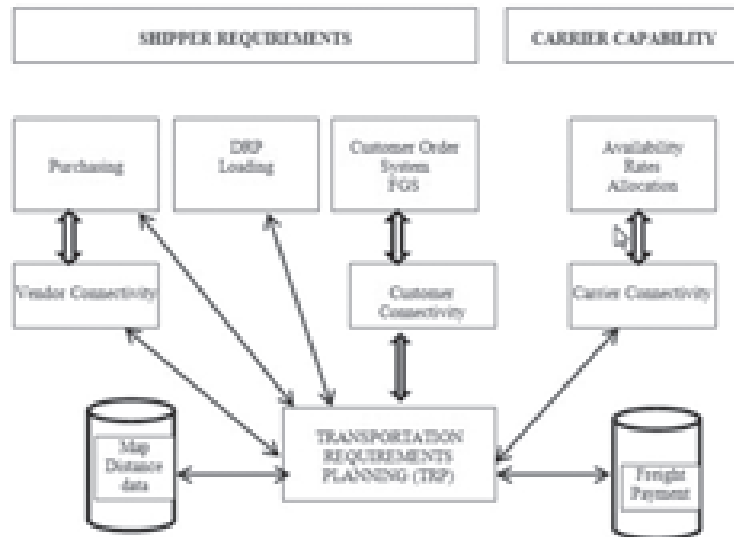 SHIPPER REQUIREMENTS
CARRIER CAPABILITY
Purchasing
DRP
Loading
Customer Order
System
FGS
Availability
Rates
Allocation
Vendor Connectivity
Customer
Connectivity
Carrier Connectivity
Map
Distance
data
TRANSPORTATION
REQUIREMENTS
PLANNING (TRP)
Freight
Payment